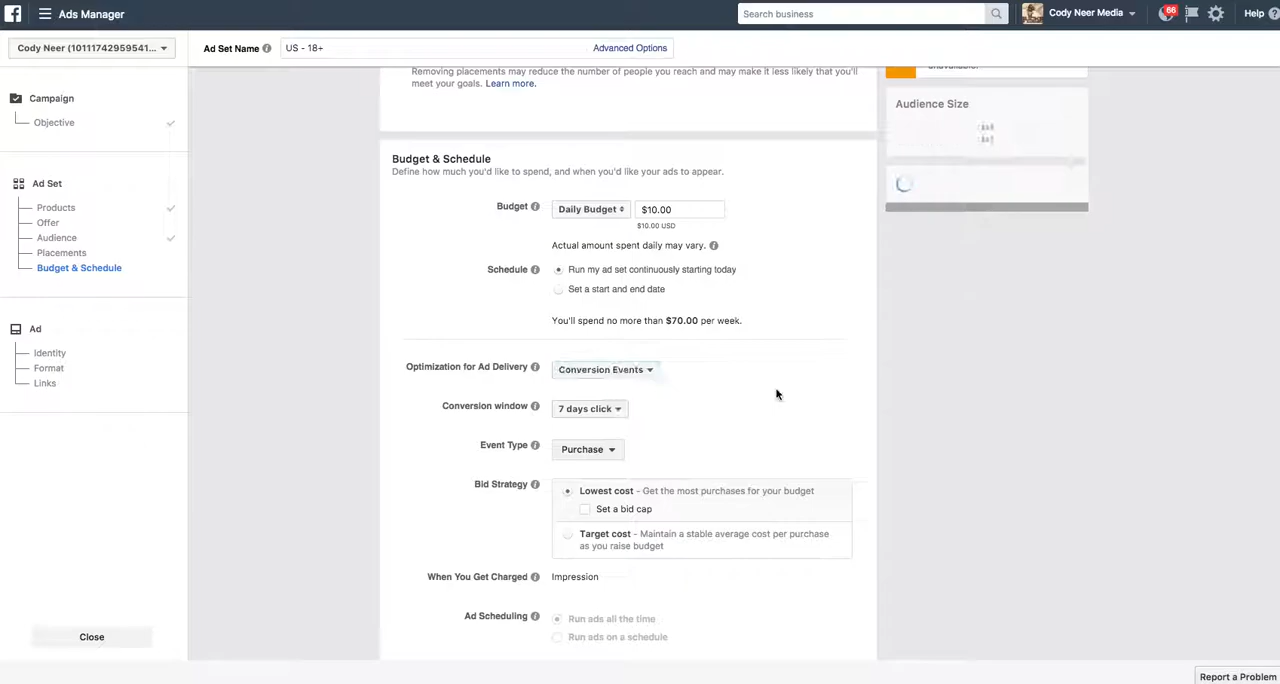 Ads Manager
Search business
Cody Neer Media
66
Help
Cody Neer (10111742959541...
Ad Set Name
US - 18+
Advanced Options
Removing placements may reduce the number of people you reach and may make it less likely that you'll
meet your goals. Learn more.
Audience Size
Campaign
Objective
Ad Set
Products
Offer
Audience
Placements
Budget & Schedule
Ad
Identity
Format
Links
Close
Budget & Schedule
Define how much you'd like to spend, and when you'd like your ads to appear.
Budget
Daily Budget
$10.00
$10.00 USD
Actual amount spent daily may vary.
Schedule
Run my ad set continuously starting today
Set a start and end date
You'll spend no more than $70.00 per week.
Optimization for Ad Delivery
Conversion Events
Conversion window
7 days click
Event Type
Purchase
Bid Strategy
Lowest cost - Get the most purchases for your budget
Set a bid cap
Target cost - Maintain a stable average cost per purchase
as you raise budget
When You Get Charged
Impression
Ad Scheduling
Run ads all the time
Run ads on a schedule
Report a Problem